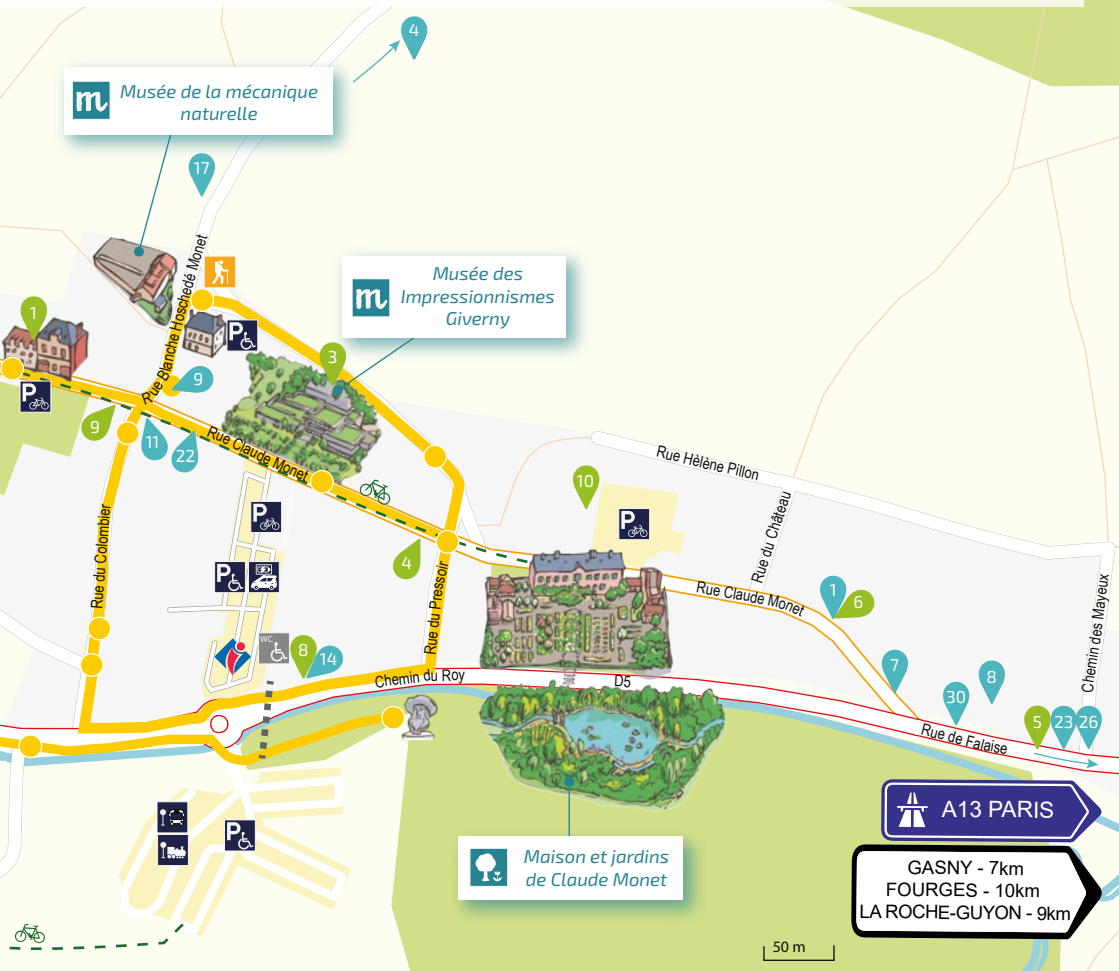 4
m
Musée de la mécanique
naturelle
17
Rue Blanche Hoschedé Monet
m
Musée des
Impressionnismes
Giverny
1
P
3
P
9
9
11
22
Rue Claude Monet
Rue Hèlène Pillon
10
P
P
Rue du Château
4
Rue du Colombier
P
Rue du Pressoir
Rue Claude Monet
1
6
Chemin des Mayeux
WC
8
14
Chemin du Roy
D5
7
8
30
Rue de Falaise
5
23
26
P
A13 PARIS
GASNY - 7km
FOURGES - 10km
LA ROCHE-GUYON - 9km
Maison et jardins
de Claude Monet
50 m